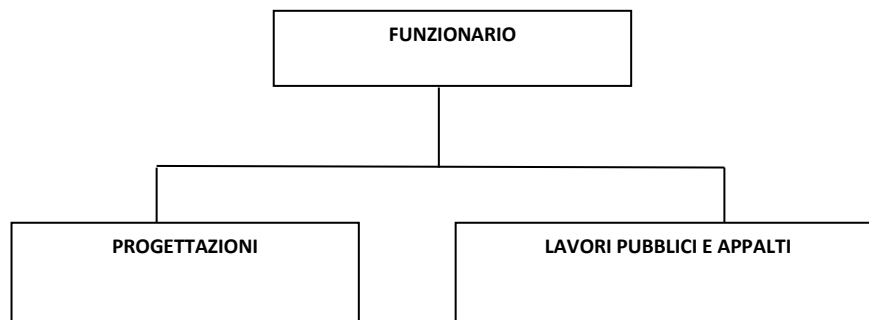 FUNZIONARIO
PROGETTAZIONI
LAVORI PUBBLICI E APPALTI